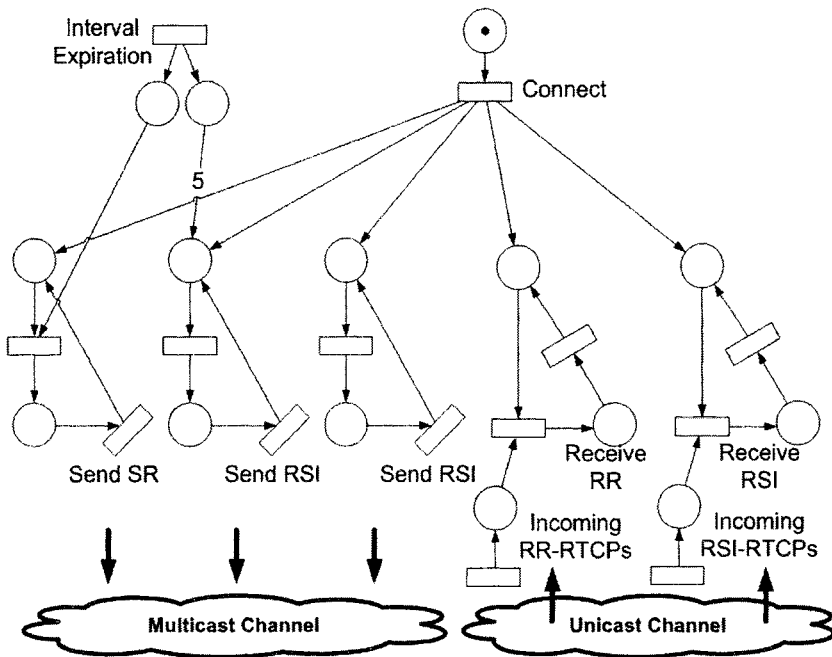 Interval
Expiration
Connect
5
Send SR
Send RSI
Send RSI
Receive
RR
Receive
RSI
Incoming
RR-RTCPs
Incoming
RSI-RTCPs
Multicast Channel
Unicast Channel